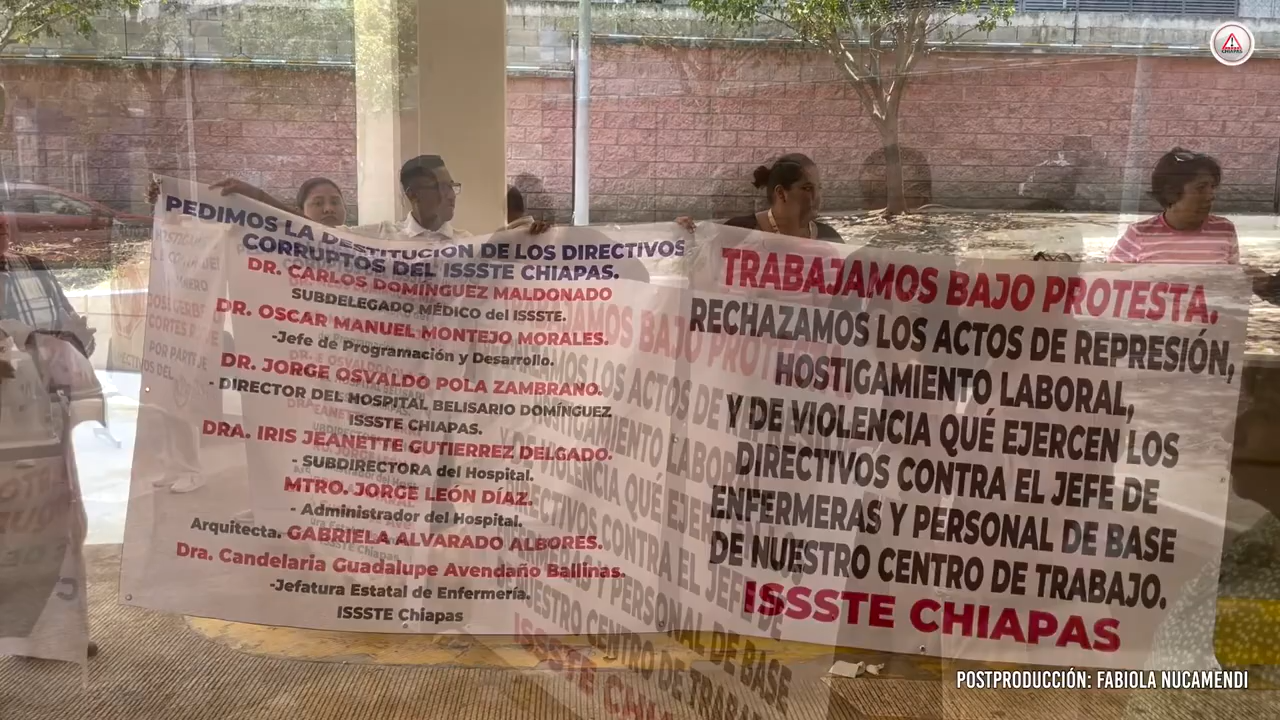 CHIAPAS
PEDIMOS LA DESTITUCIÓN DE LOS DIRECTIVOS
CORRUPTOS DEL ISSSTE CHIAPAS.
DR. CARLOS DOMÍNGUEZ MALDONADO
SUBDELEGADO MÉDICO del ISSSTE.
DR. OSCAR MANUEL MONTEJO MORALES.
-Jefe de Programación y Desarrollo.
DR. JORGE OSVALDO POLA ZAMBRANO.
- DIRECTOR DEL HOSPITAL BELISARIO DOMÍNGUEZ
ISSSTE CHIAPAS.
DRA. IRIS JEANETTE GUTIERREZ DELGADO.
- SUBDIRECTORA del Hospital.
MTRO. JORGE LEÓN DÍAZ.
- Administrador del Hospital.
Arquitecta. GABRIELA ALVARADO ALBORES.
Dra. Candelaria Guadalupe Avendaño Ballinas.
-Jefatura Estatal de Enfermería.
ISSSTE Chiapas
TRABAJAMOS BAJO PROTESTA.
RECHAZAMOS LOS ACTOS DE REPRESIÓN,
HOSTIGAMIENTO LABORAL,
Y DE VIOLENCIA QUÉ EJERCEN LOS
DIRECTIVOS CONTRA EL JEFE DE
ENFERMERAS Y PERSONAL DE BASE
DE NUESTRO CENTRO DE TRABAJO.
ISSSTE CHIAPAS
POSTPRODUCCIÓN: FABIOLA NUCAMENDI